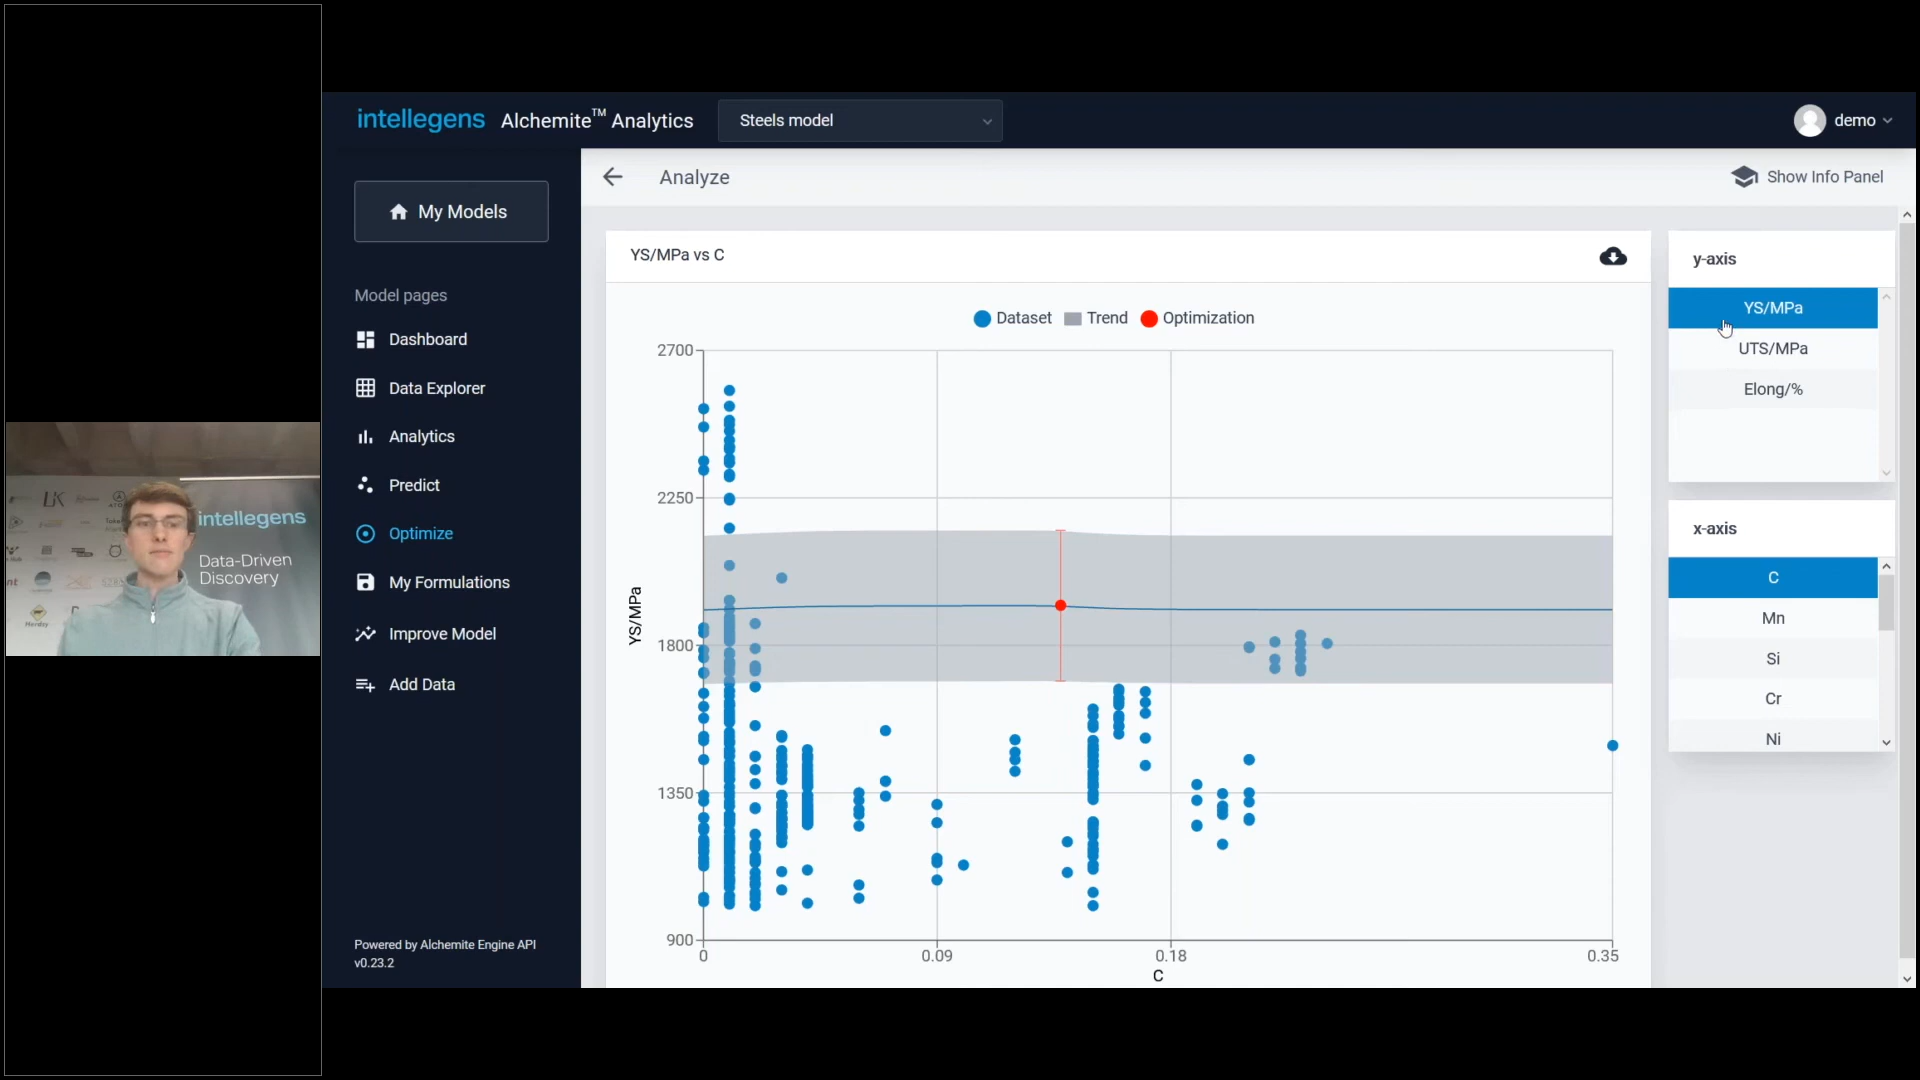 intellegens Alchemite™ Analytics
Steels model
demo
My Models
Analyze
Show Info Panel
Model pages
Dashboard
Data Explorer
Analytics
Predict
Optimize
My Formulations
Improve Model
Add Data
Powered by Alchemite Engine API
v0.23.2
YS/MPa vs C
Dataset Trend Optimization
2700
2250
1800
1350
900
YS/MPa
0 0.09 0.18 0.35
C
y-axis
YS/MPa
UTS/MPa
Elong/%
x-axis
C
Mn
Si
Cr
Ni
intellegens
Data-Driven
Discovery